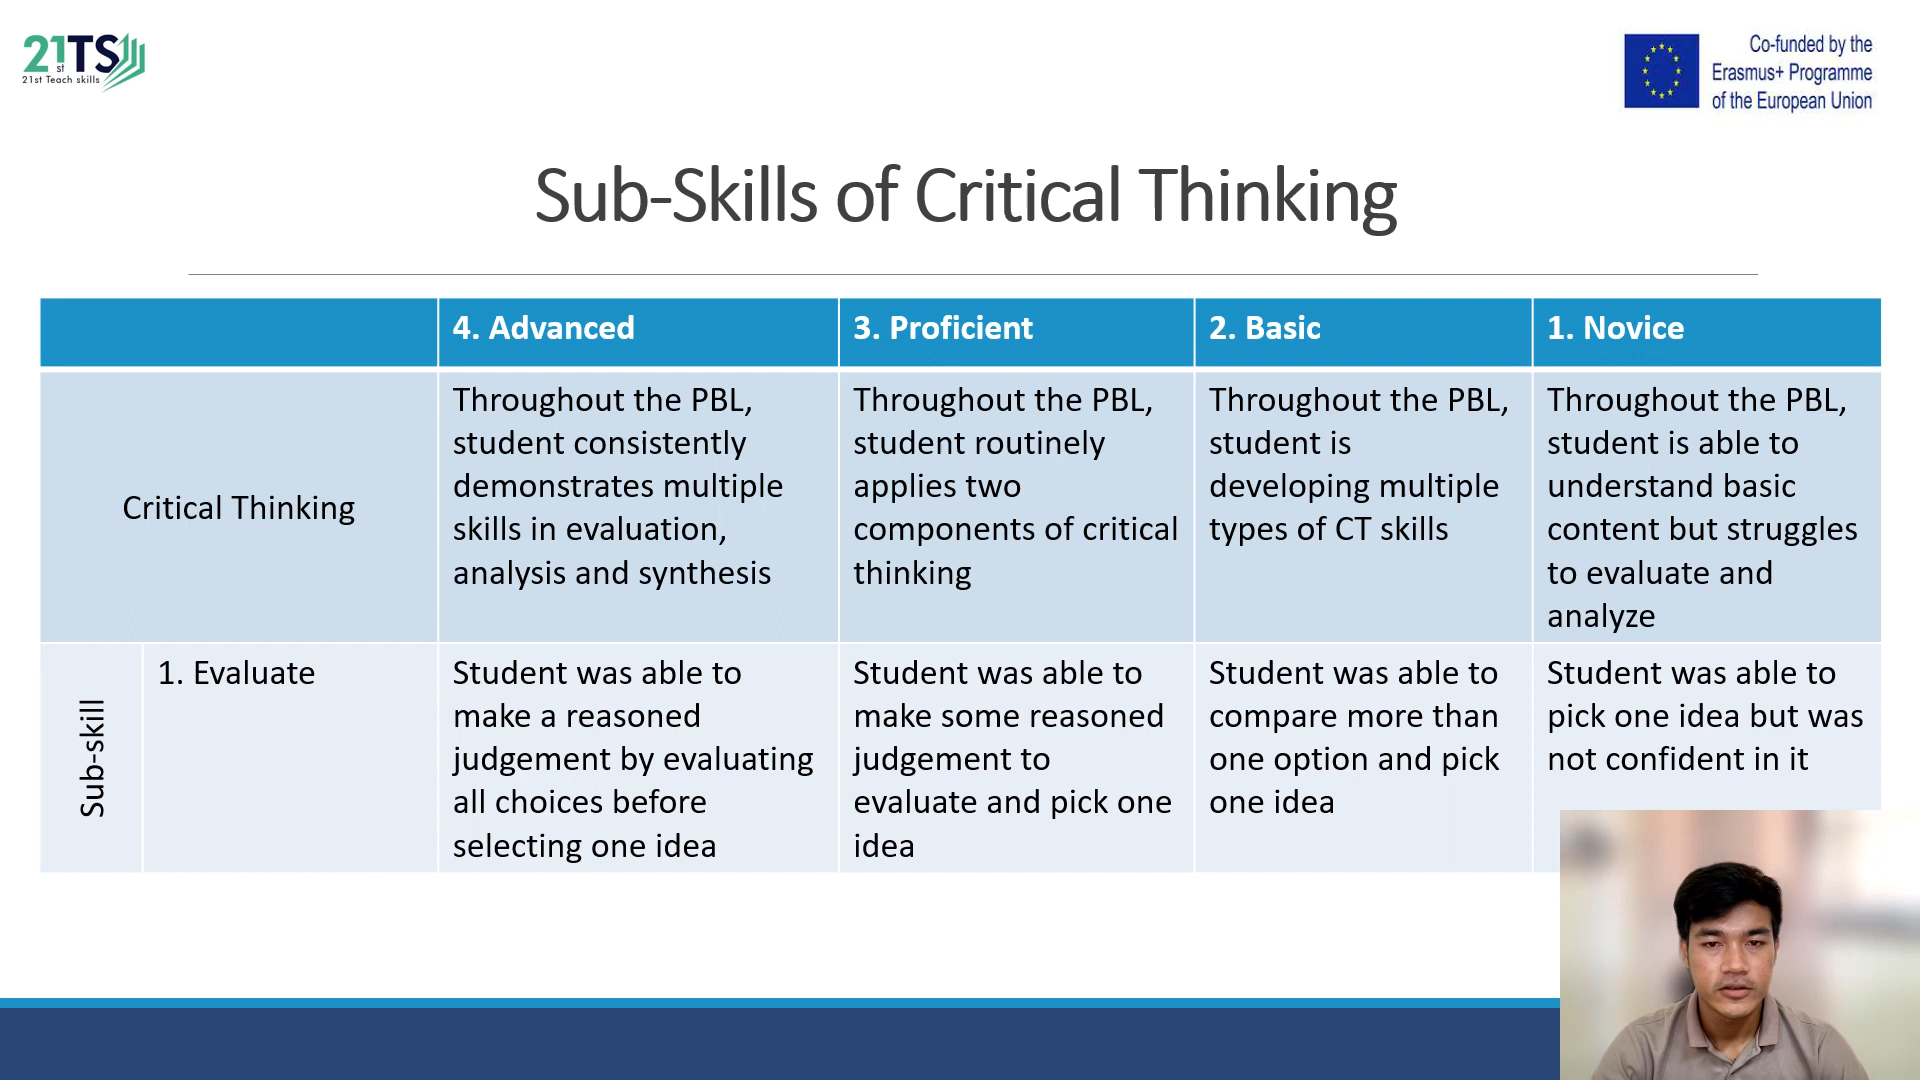 21st TS
21st Teach skills
Co-funded by the
Erasmus+ Programme
of the European Union
Sub-Skills of Critical Thinking
4. Advanced
3. Proficient
2. Basic
1. Novice
Critical Thinking
Throughout the PBL,
student consistently
demonstrates multiple
skills in evaluation,
analysis and synthesis
Throughout the PBL,
student routinely
applies two
components of critical
thinking
Throughout the PBL,
student is
developing multiple
types of CT skills
Throughout the PBL,
student is able to
understand basic
content but struggles
to evaluate and
analyze
Sub-skill
1. Evaluate
Student was able to
make a reasoned
judgement by evaluating
all choices before
selecting one idea
Student was able to
make some reasoned
judgement to
evaluate and pick one
idea
Student was able to
compare more than
one option and pick
one idea
Student was able to
pick one idea but was
not confident in it